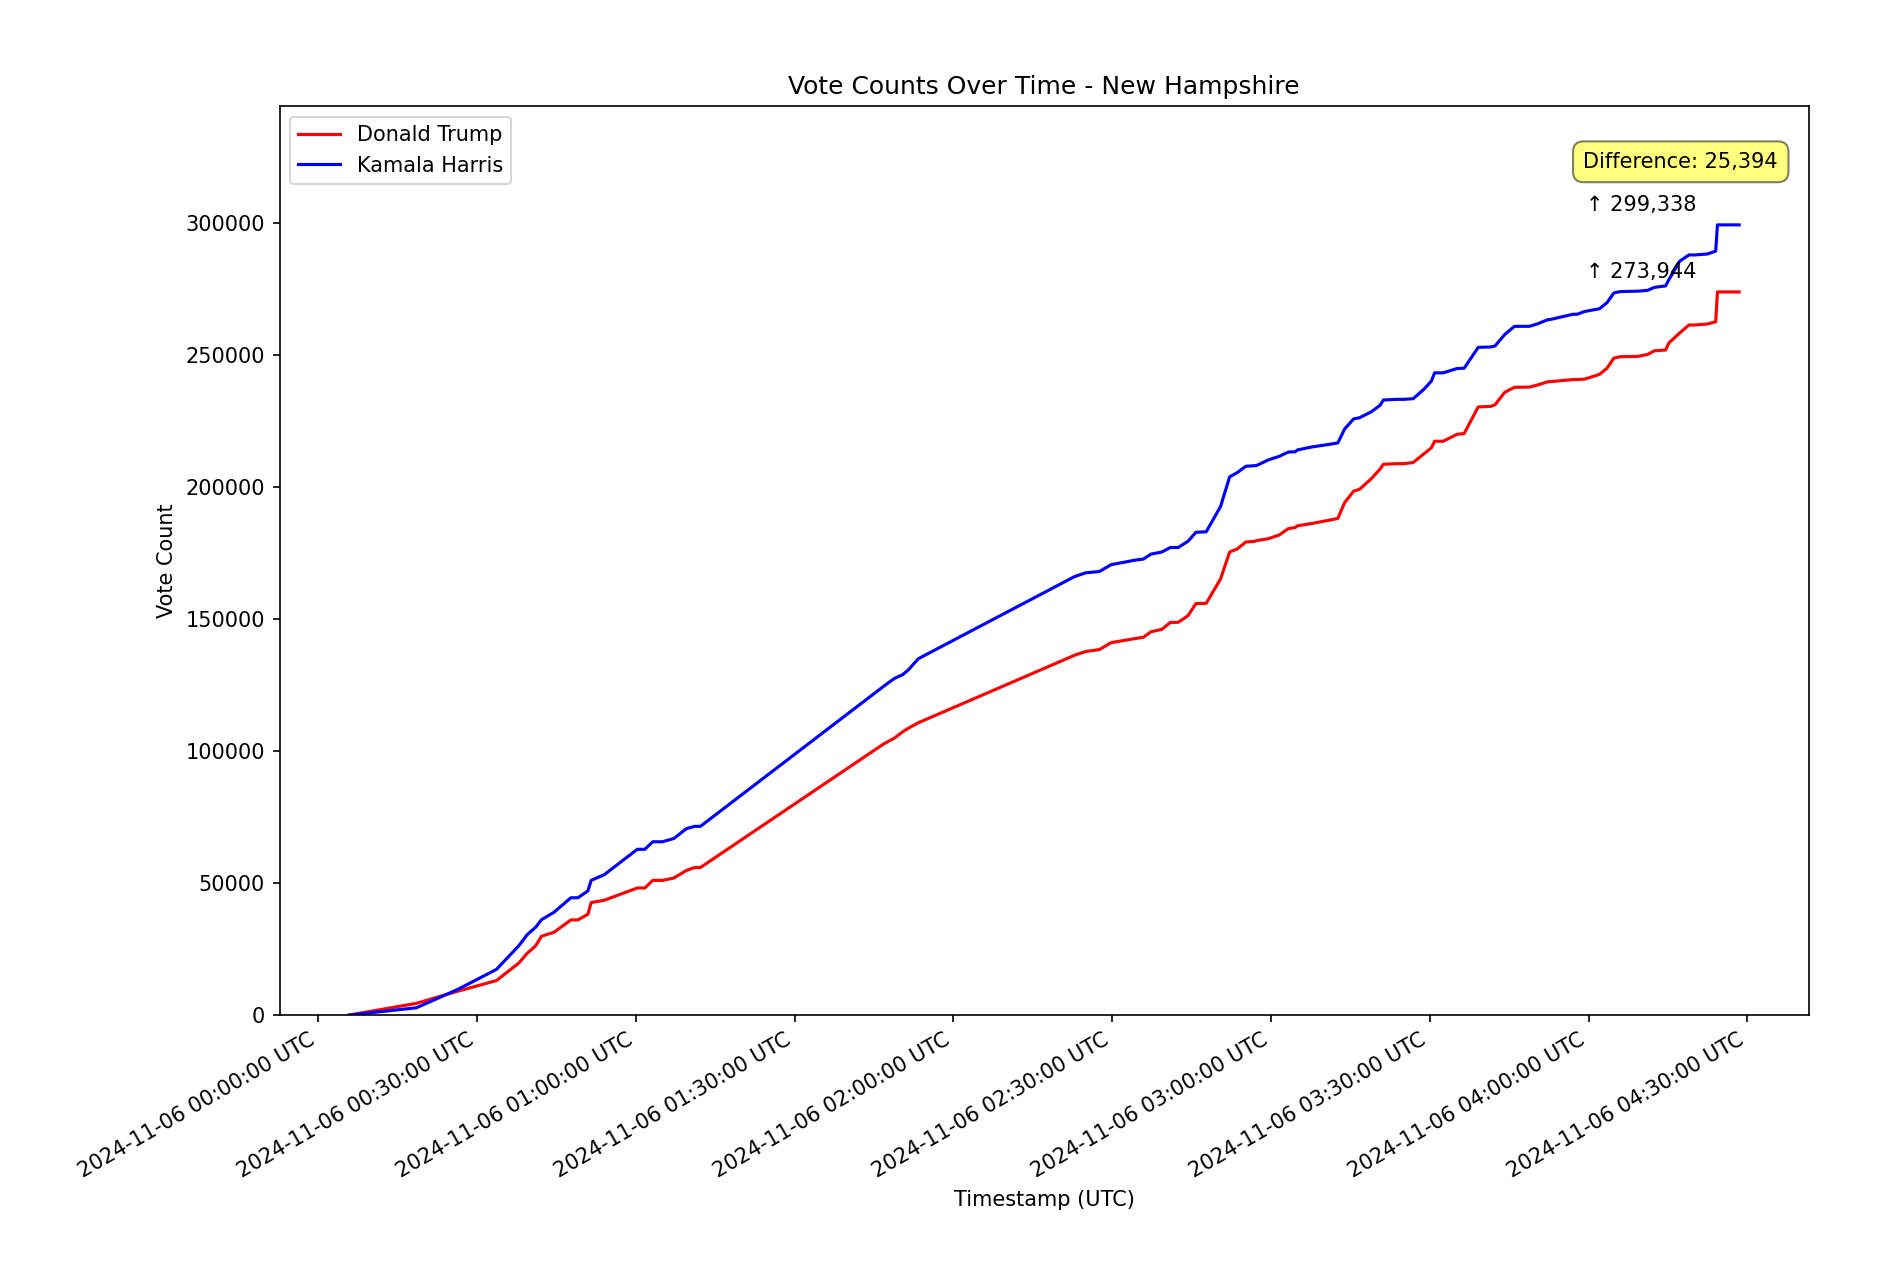 Vote Counts Over Time - New Hampshire
Donald Trump
Kamala Harris
Difference: 25,394
↑ 299,338
↑ 273,944
300000
250000
200000
150000
100000
50000
0
Vote Count
2024-11-06 00:00:00 UTC
2024-11-06 00:30:00 UTC
2024-11-06 01:00:00 UTC
2024-11-06 01:30:00 UTC
2024-11-06 02:00:00 UTC
2024-11-06 02:30:00 UTC
2024-11-06 03:00:00 UTC
2024-11-06 03:30:00 UTC
2024-11-06 04:00:00 UTC
2024-11-06 04:30:00 UTC
Timestamp (UTC)